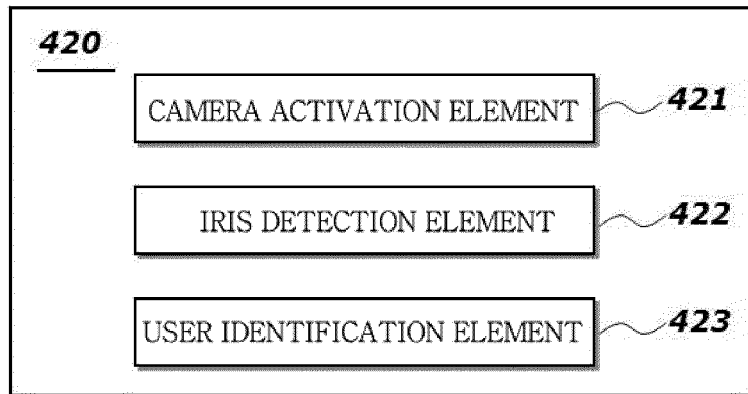 420
CAMERA ACTIVATION ELEMENT 421
IRIS DETECTION ELEMENT 422
USER IDENTIFICATION ELEMENT 423